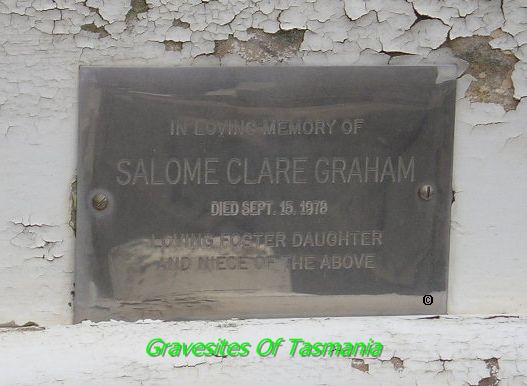 IN LOVING MEMORY OF
SALOME CLARE GRAHAM
DIED SEPT. 15. 1978
LOVING FOSTER DAUGHTER
AND NIECE OF THE ABOVE
©
Gravesites Of Tasmania